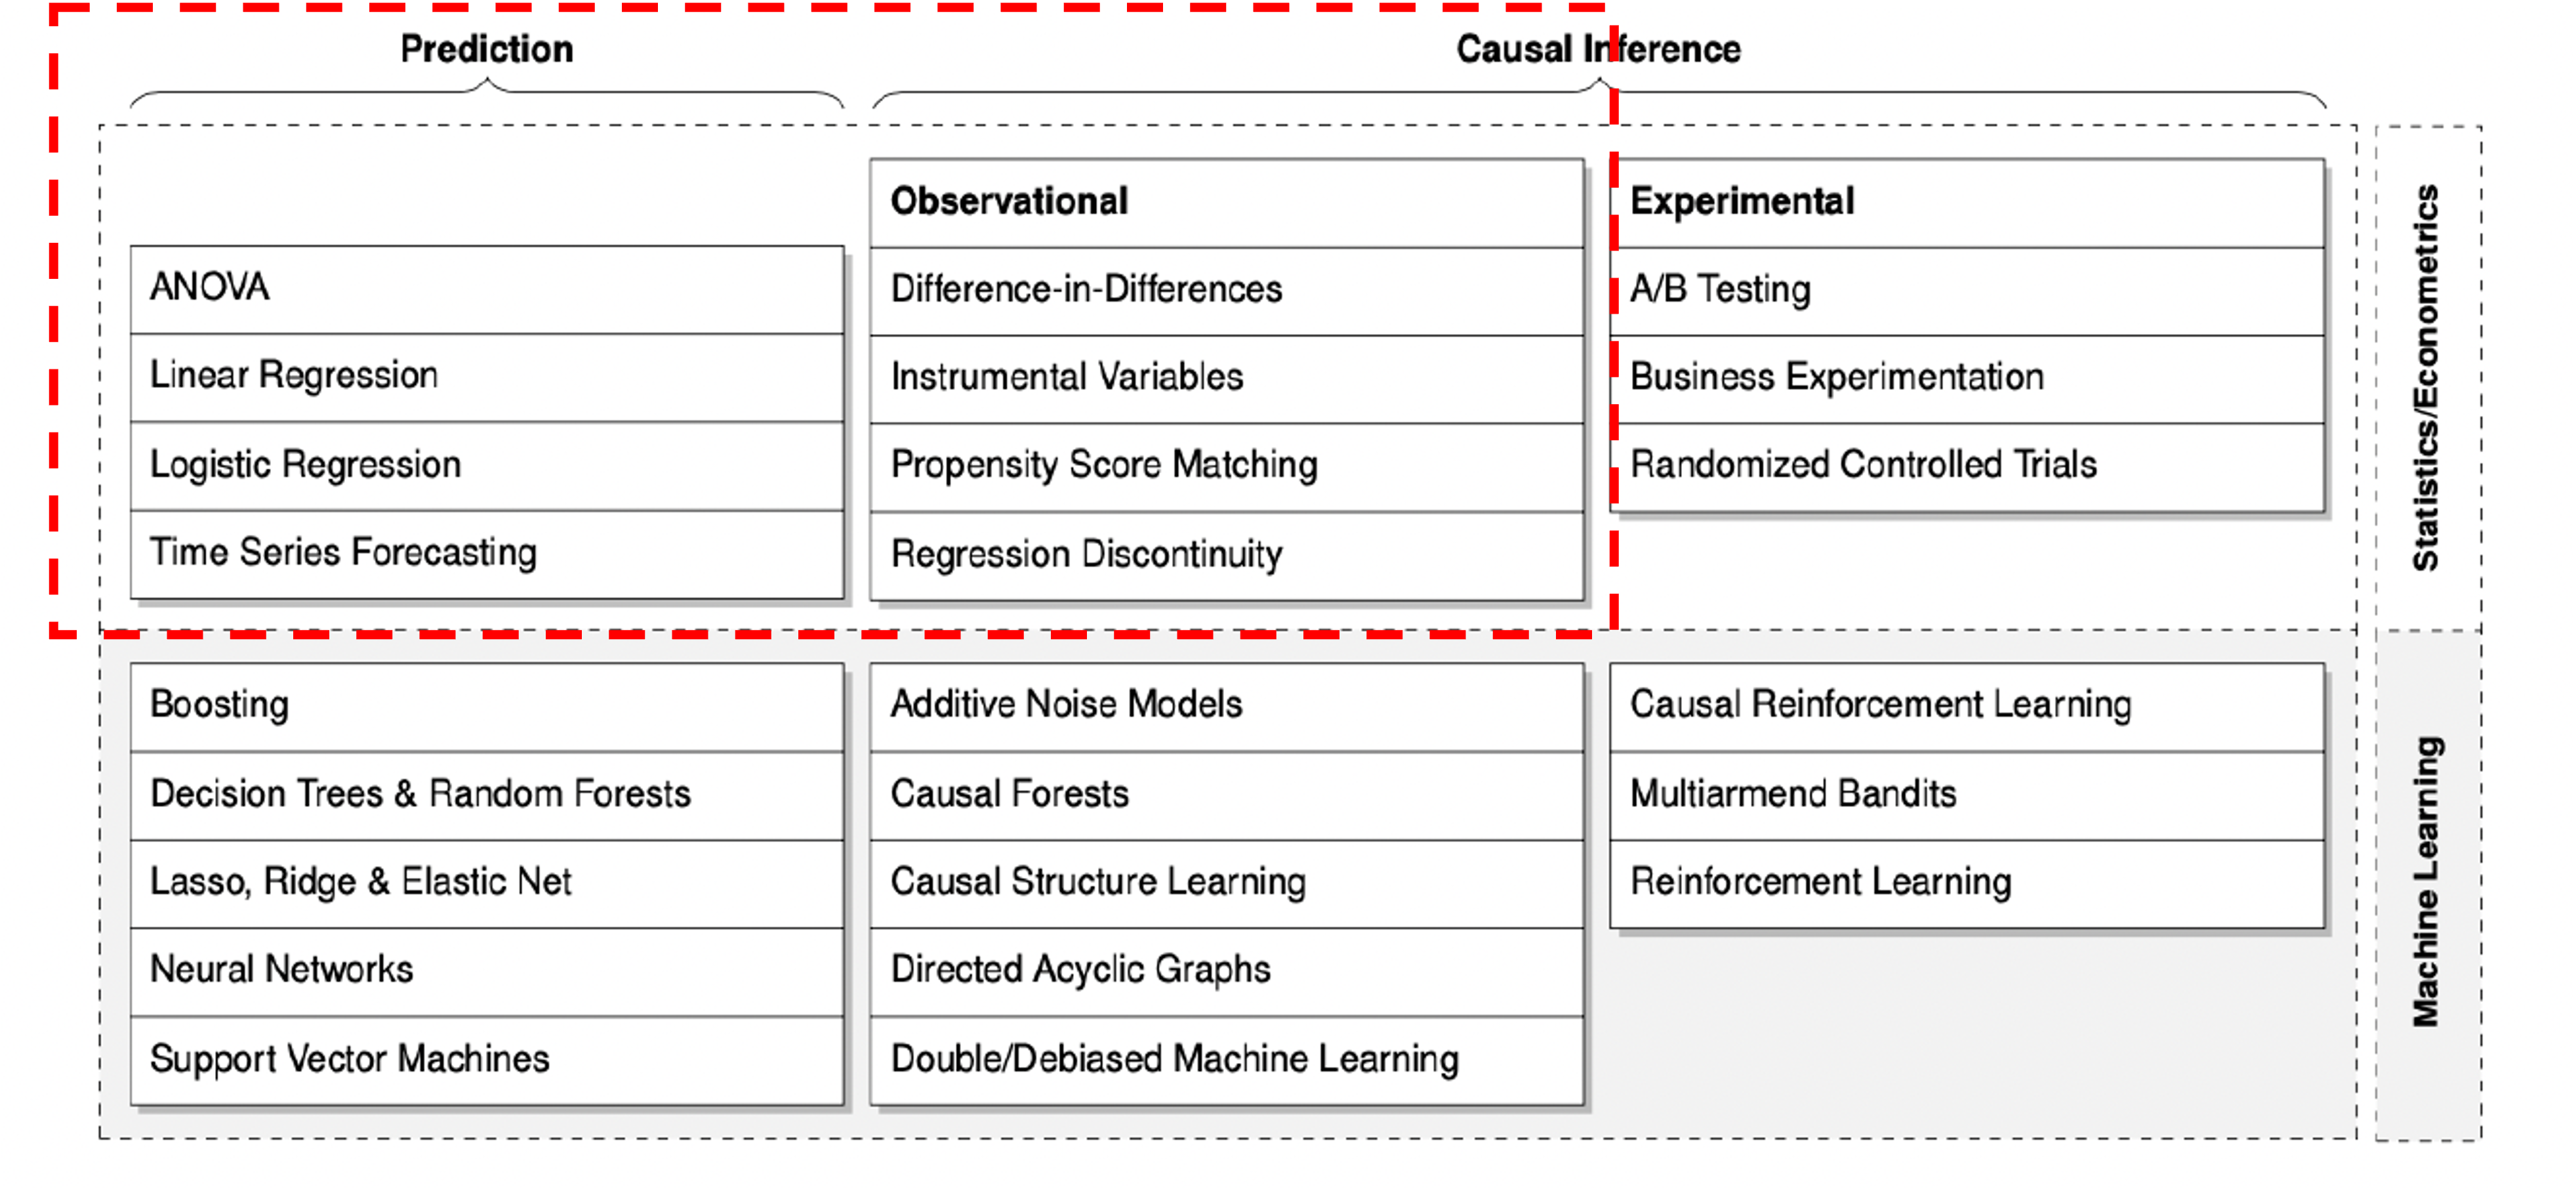 Prediction
Causal Inference
ANOVA
Linear Regression
Logistic Regression
Time Series Forecasting
Observational
Difference-in-Differences
Instrumental Variables
Propensity Score Matching
Regression Discontinuity
Experimental
A/B Testing
Business Experimentation
Randomized Controlled Trials
Statistics/Econometrics
Boosting
Decision Trees & Random Forests
Lasso, Ridge & Elastic Net
Neural Networks
Support Vector Machines
Additive Noise Models
Causal Forests
Causal Structure Learning
Directed Acyclic Graphs
Double/Debiased Machine Learning
Causal Reinforcement Learning
Multiarmend Bandits
Reinforcement Learning
Machine Learning